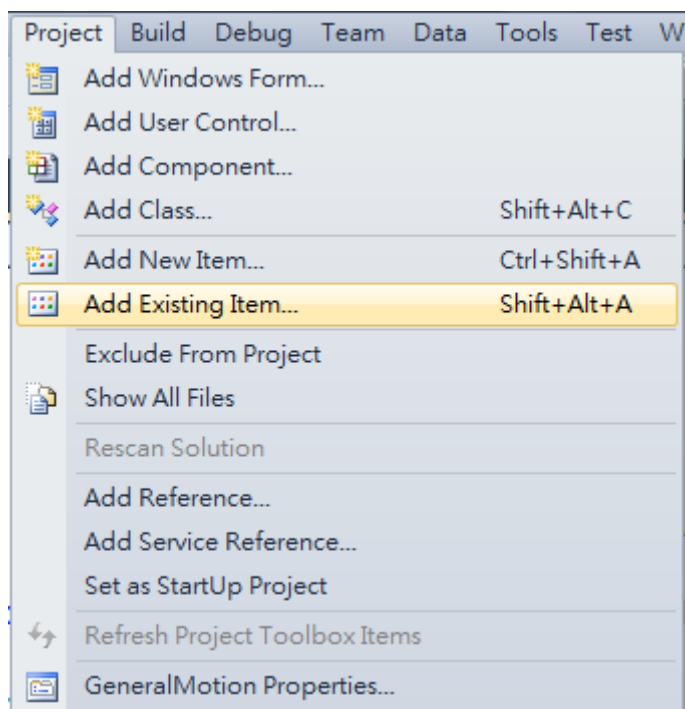 Project Build Debug Team Data Tools Test W
Add Windows Form...
Add User Control...
Add Component...
Add Class... Shift+Alt+C
Add New Item... Ctrl+Shift+A
Add Existing Item... Shift+Alt+A
Exclude From Project
Show All Files
Rescan Solution
Add Reference...
Add Service Reference...
Set as StartUp Project
Refresh Project Toolbox Items
GeneralMotion Properties...